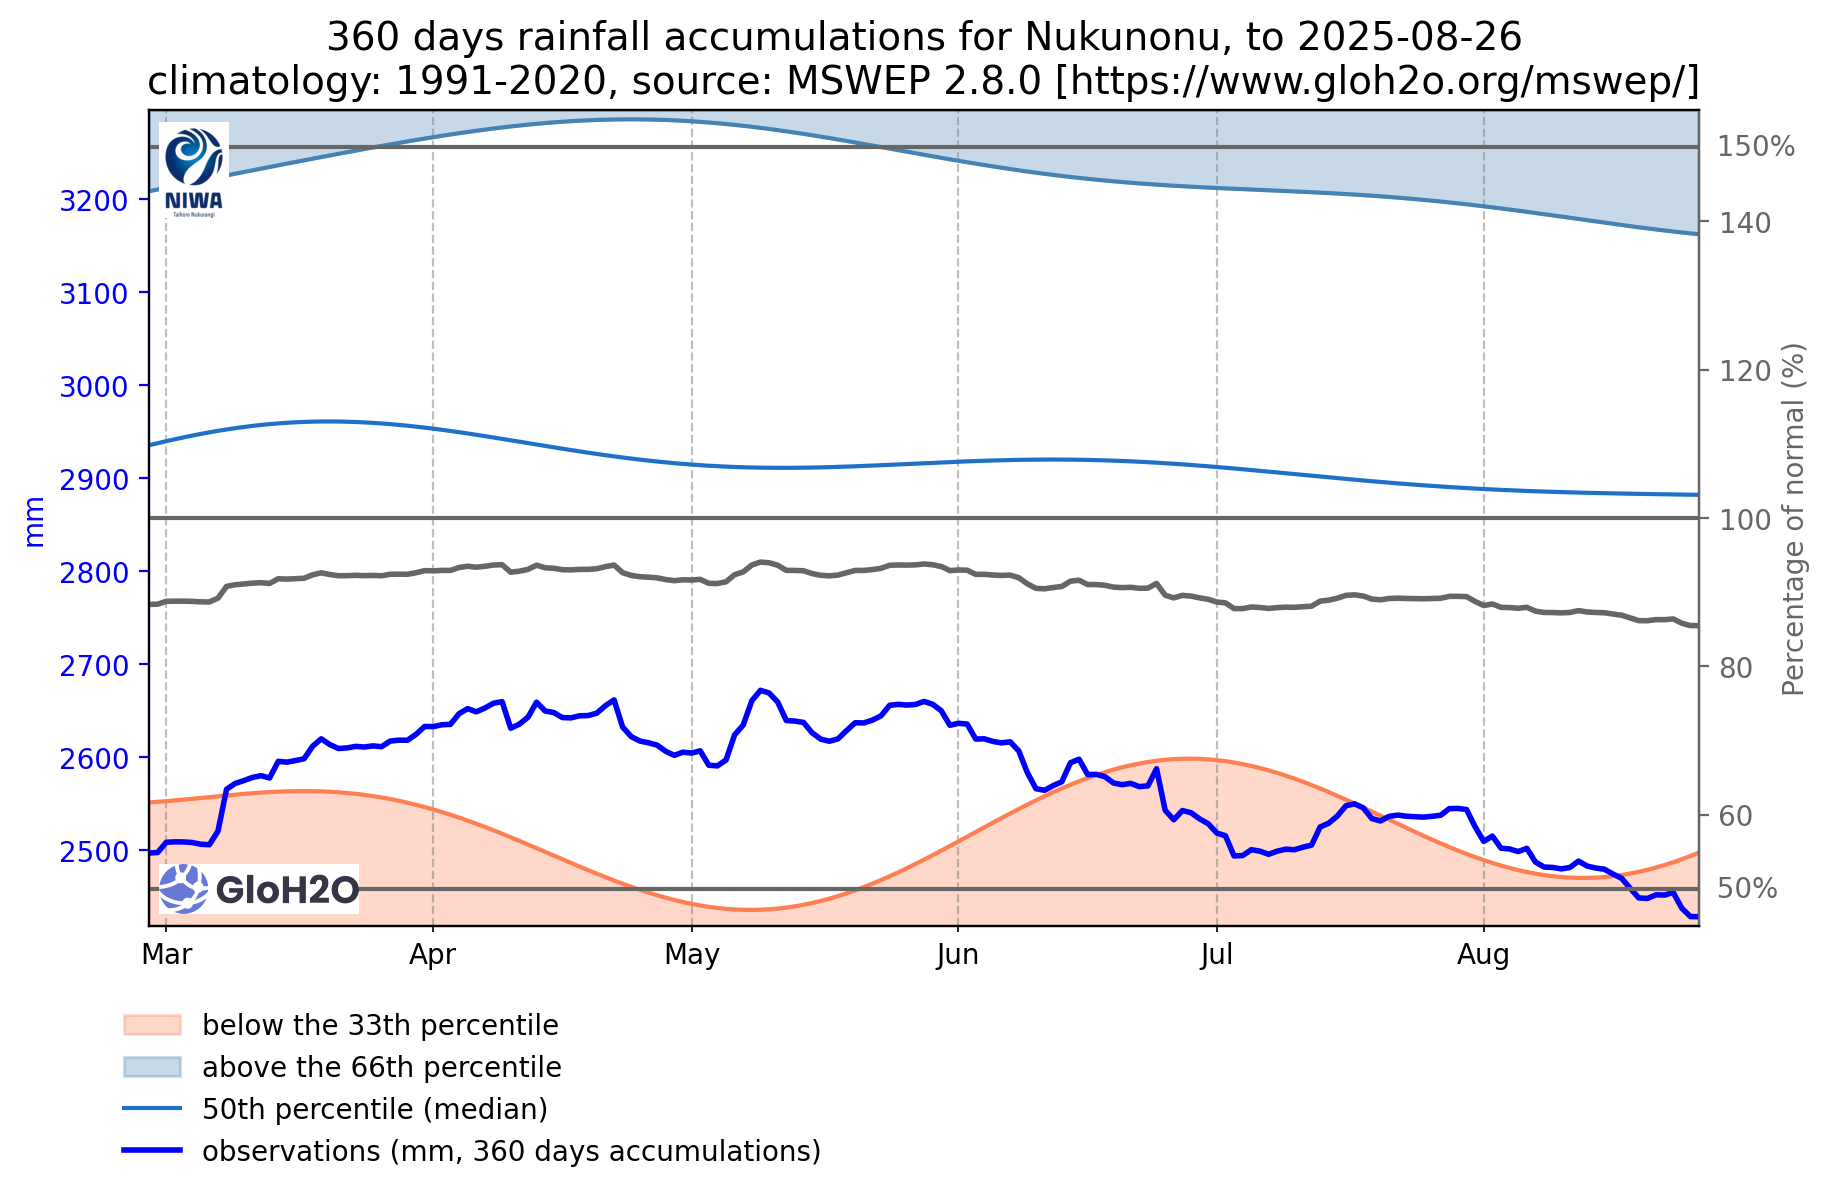 360 days rainfall accumulations for Nukunonu, to 2025-08-26
climatology: 1991-2020, source: MSWEP 2.8.0 [https://www.gloh2o.org/mswep/]
NIWA
Taihoro Nukurangi
3200
3100
3000
2900
2800
2700
2600
2500
mm
150%
140
120
100
80
60
50%
Percentage of normal (%)
GloH2O
Mar Apr May Jun Jul Aug
below the 33th percentile
above the 66th percentile
50th percentile (median)
observations (mm, 360 days accumulations)